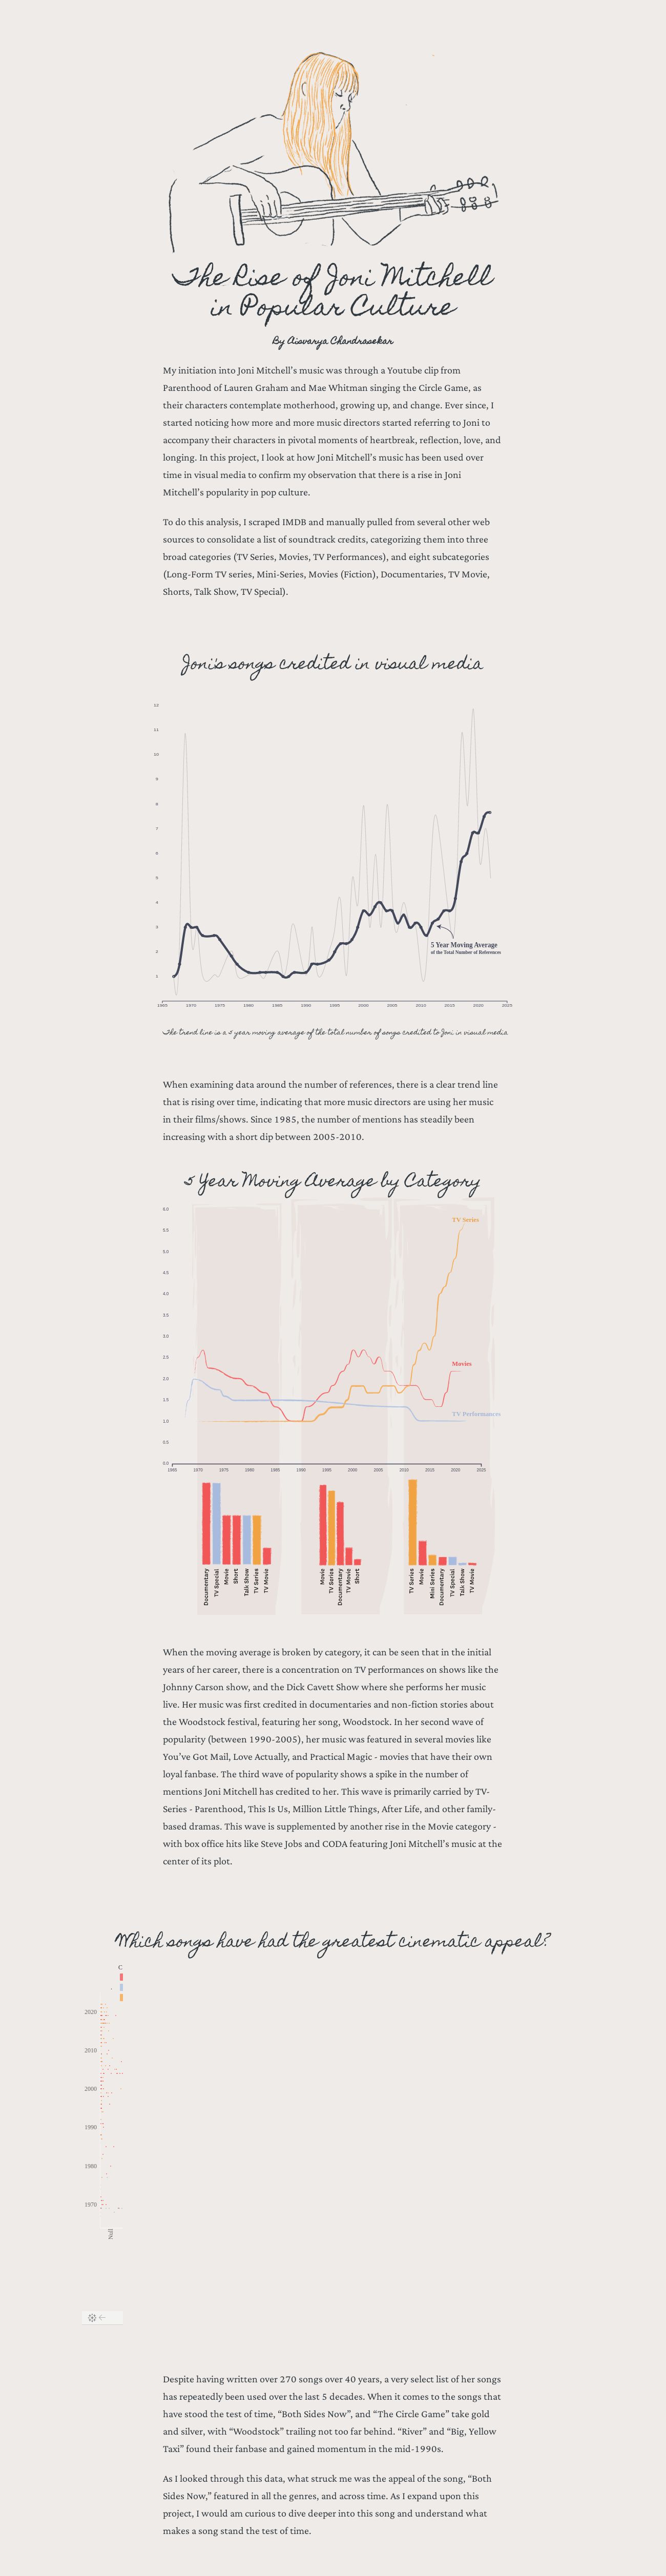 The Rise of Joni Mitchell
in Popular Culture
By Aisvarya Chandrasekar
My initiation into Joni Mitchell’s music was through a Youtube clip from
Parenthood of Lauren Graham and Mae Whitman singing the Circle Game, as
their characters contemplate motherhood, growing up, and change. Ever since, I
started noticing how more and more music directors started referring to Joni to
accompany their characters in pivotal moments of heartbreak, reflection, love, and
longing. In this project, I look at how Joni Mitchell’s music has been used over
time in visual media to confirm my observation that there is a rise in Joni
Mitchell’s popularity in pop culture.
To do this analysis, I scraped IMDB and manually pulled from several other web
sources to consolidate a list of soundtrack credits, categorizing them into three
broad categories (TV Series, Movies, TV Performances), and eight subcategories
(Long-Form TV series, Mini-Series, Movies (Fiction), Documentaries, TV Movie,
Shorts, Talk Show, TV Special).
Joni's songs credited in visual media
12
11
10
9
8
7
6
5
4
3
2
1
5 Year Moving Average
of the Total Number of References
1965 1970 1975 1980 1985 1990 1995 2000 2005 2010 2015 2020 2025
The trend line is a 5 year moving average of the total number of songs credited to Joni in visual media
When examining data around the number of references, there is a clear trend line
that is rising over time, indicating that more music directors are using her music
in their films/shows. Since 1985, the number of mentions has steadily been
increasing with a short dip between 2005-2010.
5 Year Moving Average by Category
6.0
5.5
5.0
4.5
4.0
3.5
3.0
2.5
2.0
1.5
1.0
0.5
0.0
TV Series
Movies
TV Performances
1965 1970 1975 1980 1985 1990 1995 2000 2005 2010 2015 2020 2025
Documentary
TV Special
Movie
Short
Talk Show
TV Series
TV Movie
Movie
TV Series
Documentary
TV Movie
Short
TV Series
Movie
Mini Series
Documentary
TV Special
Talk Show
TV Movie
When the moving average is broken by category, it can be seen that in the initial
years of her career, there is a concentration on TV performances on shows like the
Johnny Carson show, and the Dick Cavett Show where she performs her music
live. Her music was first credited in documentaries and non-fiction stories about
the Woodstock festival, featuring her song, Woodstock. In her second wave of
popularity (between 1990-2005), her music was featured in several movies like
You’ve Got Mail, Love Actually, and Practical Magic - movies that have their own
loyal fanbase. The third wave of popularity shows a spike in the number of
mentions Joni Mitchell has credited to her. This wave is primarily carried by TV-
Series - Parenthood, This Is Us, Million Little Things, After Life, and other family-
based dramas. This wave is supplemented by another rise in the Movie category -
with box office hits like Steve Jobs and CODA featuring Joni Mitchell’s music at the
center of its plot.
Which songs have had the greatest cinematic appeal?
C
2020
2010
2000
1990
1980
1970
Null
Despite having written over 270 songs over 40 years, a very select list of her songs
has repeatedly been used over the last 5 decades. When it comes to the songs that
have stood the test of time, “Both Sides Now”, and “The Circle Game” take gold
and silver, with “Woodstock” trailing not too far behind. “River” and “Big, Yellow
Taxi” found their fanbase and gained momentum in the mid-1990s.
As I looked through this data, what struck me was the appeal of the song, “Both
Sides Now,” featured in all the genres, and across time. As I expand upon this
project, I would am curious to dive deeper into this song and understand what
makes a song stand the test of time.